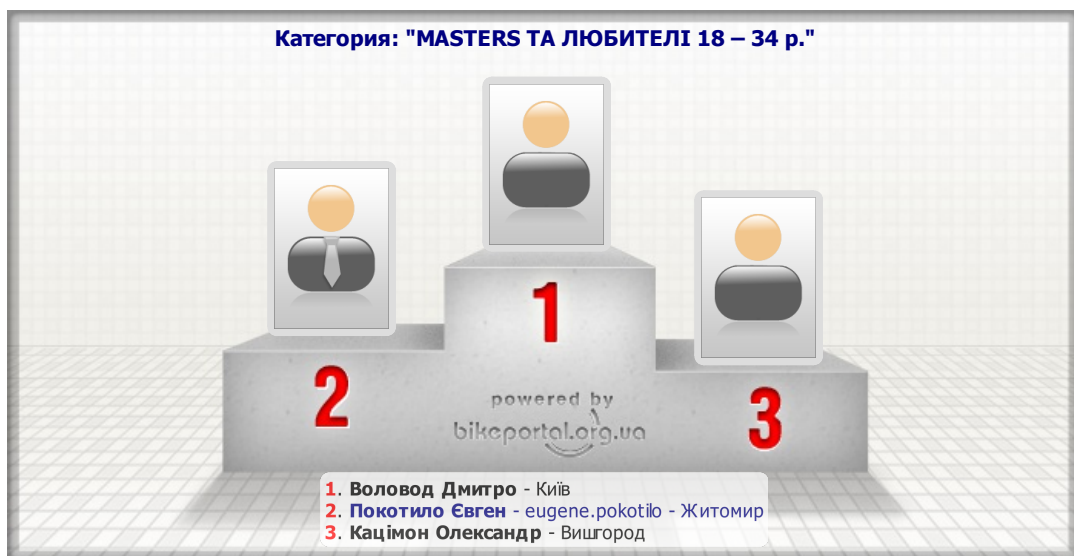 Категория: "MASTERS ТА ЛЮБИТЕЛІ 18 – 34 р."
1
2
3
powered by
bikeportal.org.ua
1. Воловод Дмитро - Київ
2. Покотило Євген - eugene.pokotilo - Житомир
3. Кацімон Олександр - Вишгород